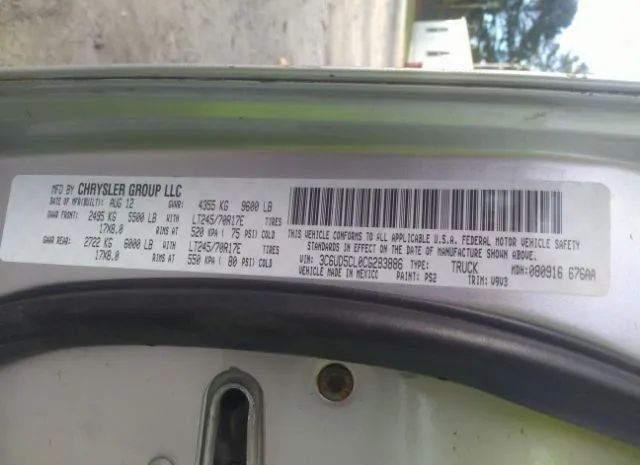 MFD BY CHRYSLER GROUP LLC
DATE OF MFR(BUILT): AUG 12 GVWR: 4355 KG 9600 LB
GAWR FRONT: 2495 KG 5500 LB WITH LT245/70R17E TIRES
17X8.0 RIMS AT 520 KPA ( 75 PSI) COLD
GAWR REAR: 2722 KG 6000 LB WITH LT245/70R17E TIRES
17X8.0 RIMS AT 550 KPA ( 80 PSI) COLD
THIS VEHICLE CONFORMS TO ALL APPLICABLE U.S.A. FEDERAL MOTOR VEHICLE SAFETY
STANDARDS IN EFFECT ON THE DATE OF MANUFACTURE SHOWN ABOVE.
VIN: 3C6UD5CL0CG283886 TYPE: TRUCK MDH: 080916 676AA
VEHICLE MADE IN MEXICO PAINT: PS2 TRIM: V9V3